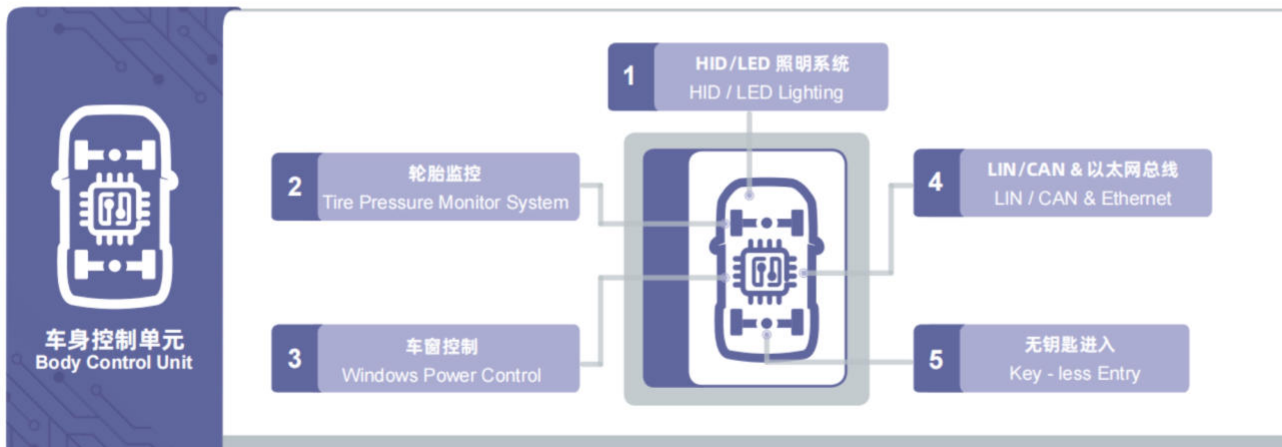 车身控制单元
Body Control Unit
1
HID/LED 照明系统
HID / LED Lighting
2
轮胎监控
Tire Pressure Monitor System
3
车窗控制
Windows Power Control
4
LIN/CAN & 以太网总线
LIN / CAN & Ethernet
5
无钥匙进入
Key - less Entry